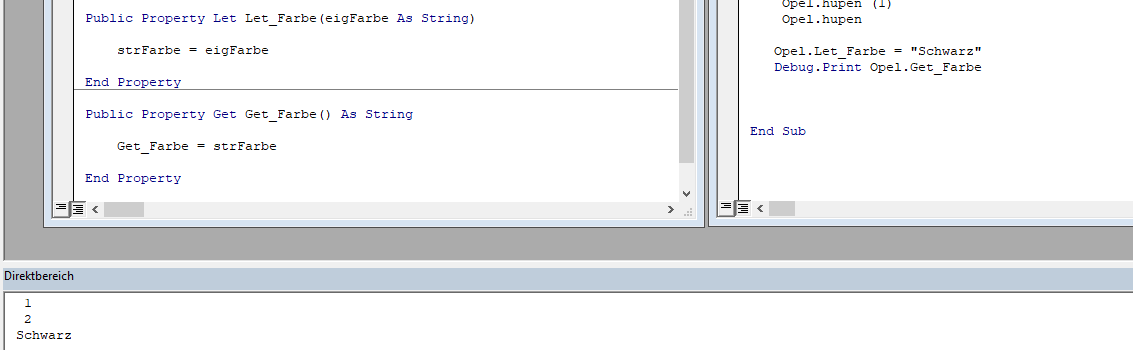 Public Property Let Let_Farbe(eigFarbe As String)
strFarbe = eigFarbe
End Property
Public Property Get Get_Farbe() As String
Get_Farbe = strFarbe
End Property
Opel.hupen (1)
Opel.hupen
Opel.Let_Farbe = "Schwarz"
Debug.Print Opel.Get_Farbe
End Sub
Direktbereich
1
2
Schwarz